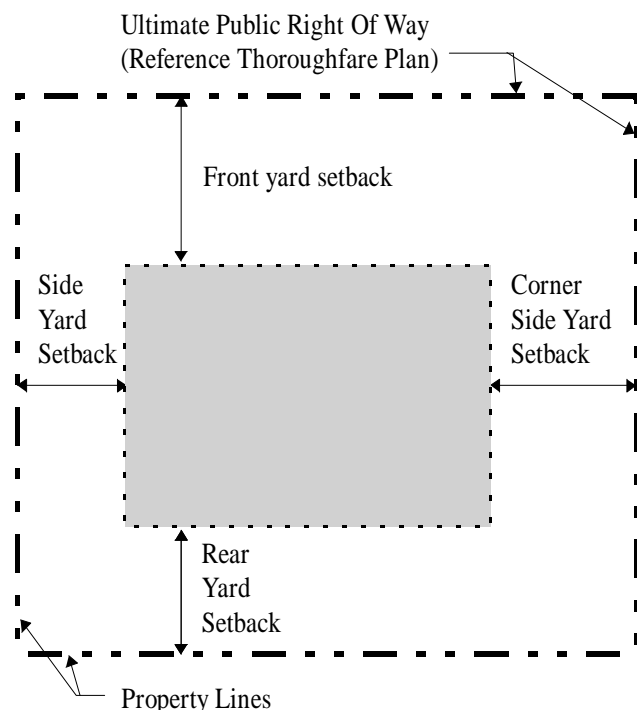 Ultimate Public Right Of Way
(Reference Thoroughfare Plan)
Front yard setback
Side
Yard
Setback
Corner
Side Yard
Setback
Rear
Yard
Setback
Property Lines